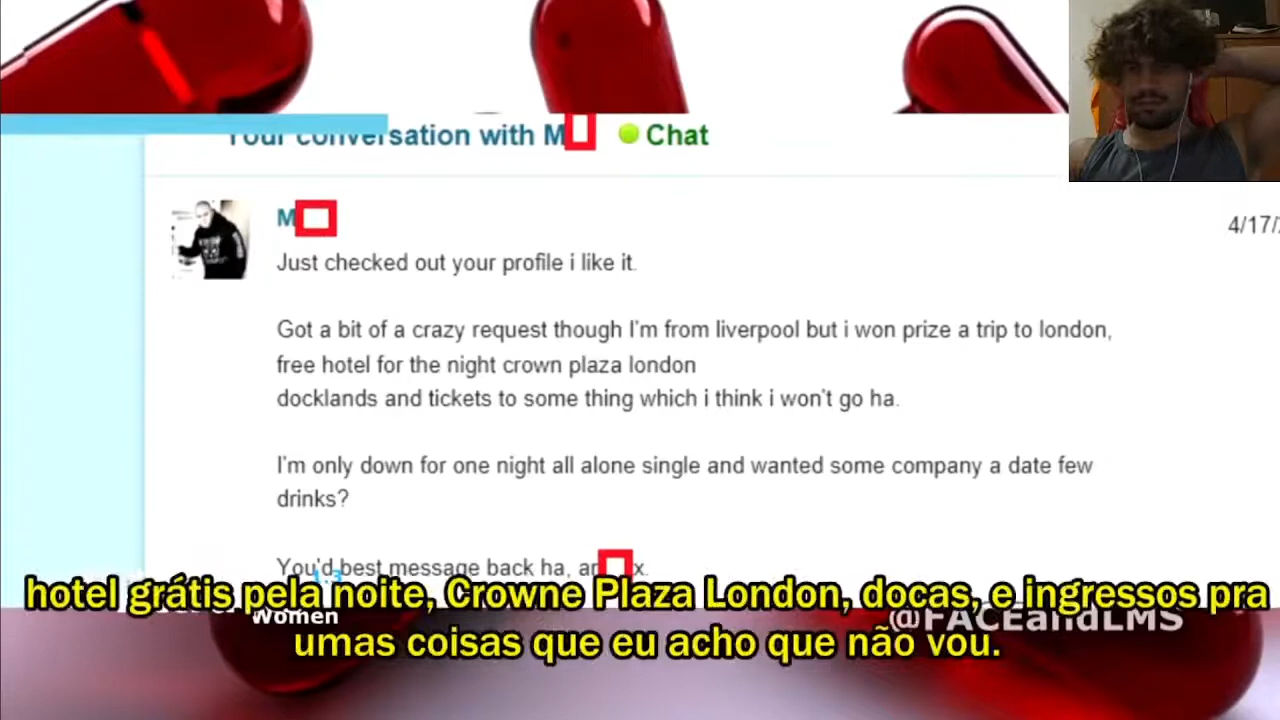 Your conversation with M Chat
M
4/17/
Just checked out your profile i like it.
Got a bit of a crazy request though I'm from liverpool but i won prize a trip to london,
free hotel for the night crown plaza london
docklands and tickets to some thing which i think i won't go ha.
I'm only down for one night all alone single and wanted some company a date few
drinks?
You'd best message back ha, an x.
hotel grátis pela noite, Crowne Plaza London, docas, e ingressos pra
Women
@FACEandLMS
umas coisas que eu acho que não vou.